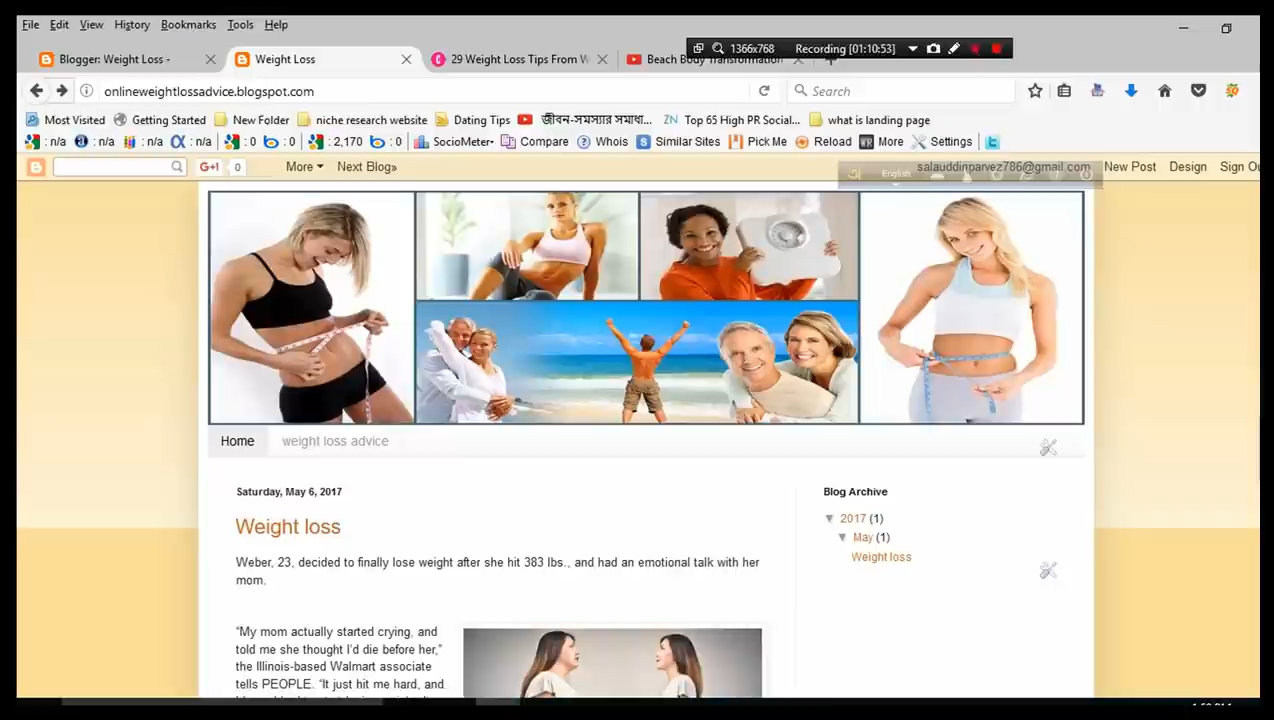 File Edit View History Bookmarks Tools Help
1366x768 Recording [01:10:53]
Blogger: Weight Loss - Weight Loss 29 Weight Loss Tips From W Beach Body Transformation
onlineweightlossadvice.blogspot.com Search
Most Visited Getting Started New Folder niche research website Dating Tips জীবন-সমস্যার সমাধা... ZN Top 65 High PR Social... what is landing page
: n/a : n/a : n/a : n/a : 0 : 0 : 2,170 : 0 SocioMeter Compare Whois Similar Sites Pick Me Reload WR More Settings
G+1 0 More Next Blog» English salauddinparvez786@gmail.com New Post Design Sign Ou
Home weight loss advice
Saturday, May 6, 2017
Weight loss
Weber, 23, decided to finally lose weight after she hit 383 lbs., and had an emotional talk with her
mom.
“My mom actually started crying, and
told me she thought I’d die before her,”
the Illinois-based Walmart associate
tells PEOPLE. “It just hit me hard, and
Blog Archive
▼ 2017 (1)
▼ May (1)
Weight loss